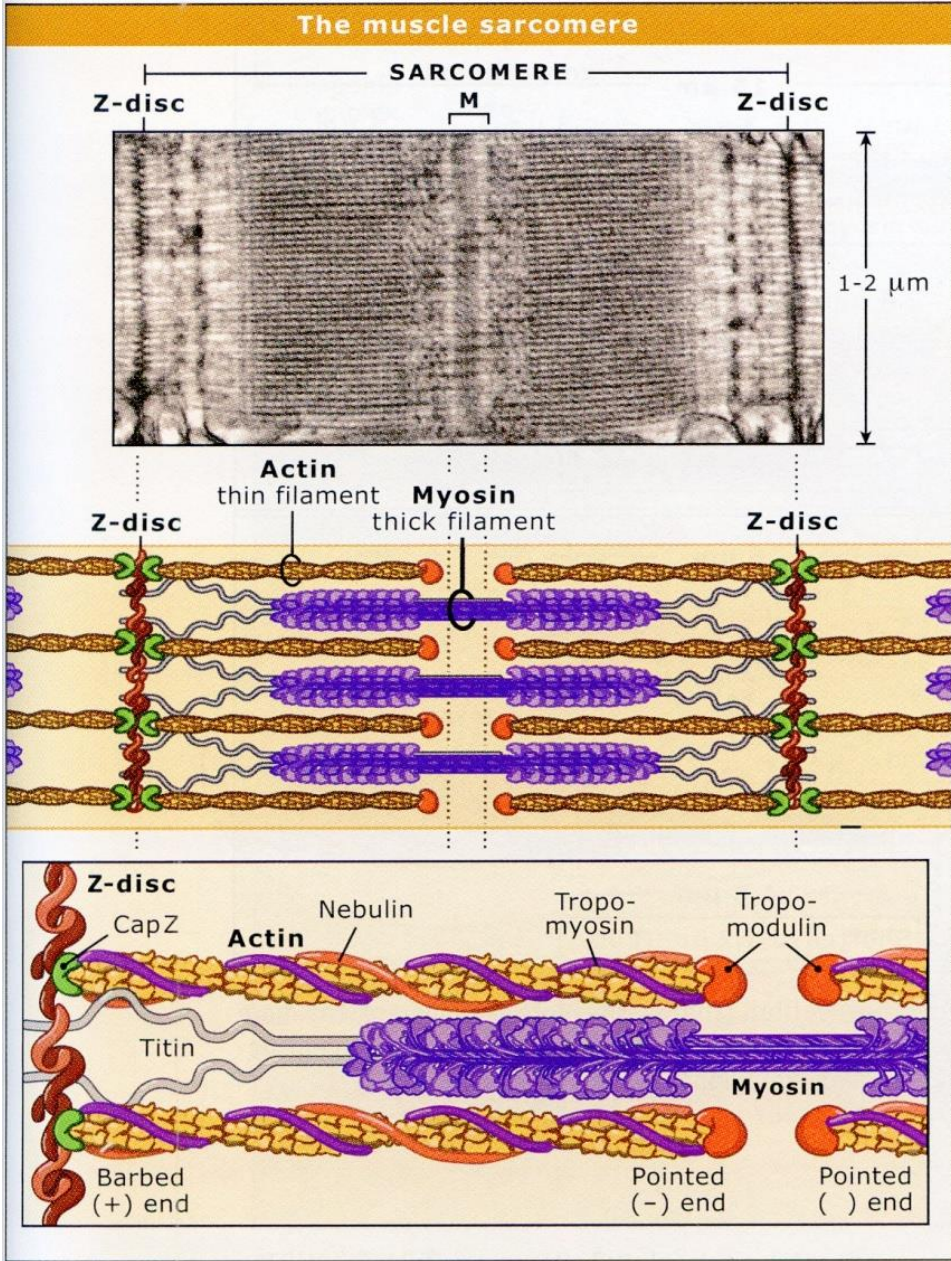 The muscle sarcomere
SARCOMERE
Z-disc
M
Z-disc
1-2 μm
Actin
thin filament
Myosin
thick filament
Z-disc
Z-disc
Z-disc
CapZ
Actin
Nebulin
Tropo-
myosin
Tropo-
modulin
Titin
Myosin
Barbed
(+) end
Pointed
(–) end
Pointed
( ) end